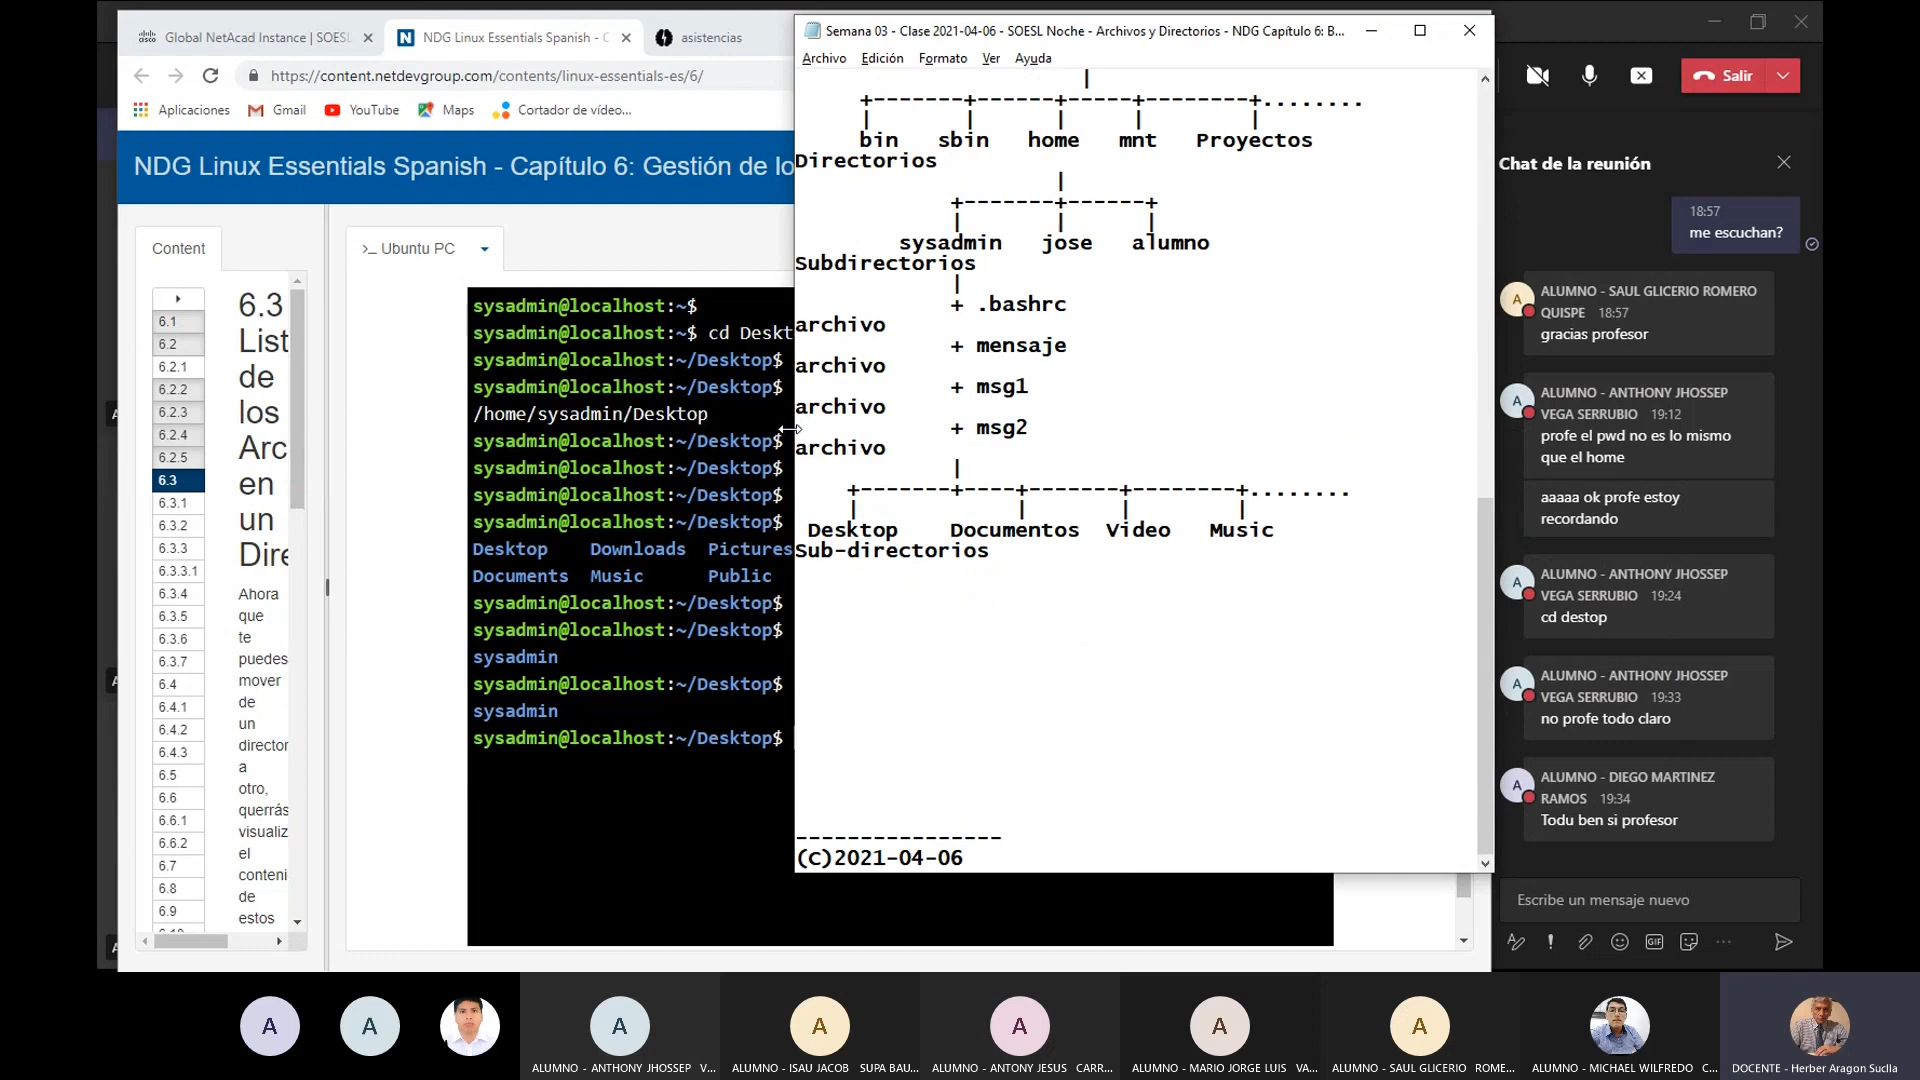 Global NetAcad Instance | SOESL
NDG Linux Essentials Spanish - C
asistencias
https://content.netdevgroup.com/contents/linux-essentials-es/6/
Aplicaciones
Gmail
YouTube
Maps
Cortador de vídeo...
NDG Linux Essentials Spanish - Capítulo 6: Gestión de lo
Content
6.1
6.2
6.2.1
6.2.2
6.2.3
6.2.4
6.2.5
6.3
6.3.1
6.3.2
6.3.3
6.3.3.1
6.3.4
6.3.5
6.3.6
6.3.7
6.4
6.4.1
6.4.2
6.4.3
6.5
6.6
6.6.1
6.6.2
6.7
6.8
6.9
6.3
List
de
los
Arc
en
un
Dire
Ahora
que
te
puedes
mover
de
un
director
a
otro,
querrás
visualiz
el
conteni
de
estos
>_ Ubuntu PC
sysadmin@localhost:~$
sysadmin@localhost:~$ cd Deskt
sysadmin@localhost:~/Desktop$
sysadmin@localhost:~/Desktop$
/home/sysadmin/Desktop
sysadmin@localhost:~/Desktop$
sysadmin@localhost:~/Desktop$
sysadmin@localhost:~/Desktop$
sysadmin@localhost:~/Desktop$
Desktop Downloads Pictures
Documents Music Public
sysadmin@localhost:~/Desktop$
sysadmin@localhost:~/Desktop$
sysadmin
sysadmin@localhost:~/Desktop$
sysadmin
sysadmin@localhost:~/Desktop$
Semana 03 - Clase 2021-04-06 - SOESL Noche - Archivos y Directorios - NDG Capítulo 6: B...
Archivo Edición Formato Ver Ayuda
|
+-------+------+-----+--------+........
| | | | |
bin sbin home mnt Proyectos
Directorios
|
+-------+------+
| | |
sysadmin jose alumno
Subdirectorios
|
+ .bashrc
archivo
+ mensaje
archivo
+ msg1
archivo
+ msg2
archivo
|
+-------+----+-------+--------+........
| | | |
Desktop Documentos Video Music
Sub-directorios
----------------
(C)2021-04-06
Salir
Chat de la reunión
18:57
me escuchan?
ALUMNO - SAUL GLICERIO ROMERO
QUISPE 18:57
gracias profesor
ALUMNO - ANTHONY JHOSSEP
VEGA SERRUBIO 19:12
profe el pwd no es lo mismo
que el home
aaaaa ok profe estoy
recordando
ALUMNO - ANTHONY JHOSSEP
VEGA SERRUBIO 19:24
cd destop
ALUMNO - ANTHONY JHOSSEP
VEGA SERRUBIO 19:33
no profe todo claro
ALUMNO - DIEGO MARTINEZ
RAMOS 19:34
Todu ben si profesor
Escribe un mensaje nuevo
GIF
A
A
A
A
A
A
A
ALUMNO - ANTHONY JHOSSEP V...
ALUMNO - ISAU JACOB SUPA BAU...
ALUMNO - ANTONY JESUS CARR...
ALUMNO - MARIO JORGE LUIS VA...
ALUMNO - SAUL GLICERIO ROME...
ALUMNO - MICHAEL WILFREDO C...
DOCENTE - Herber Aragon Suclla